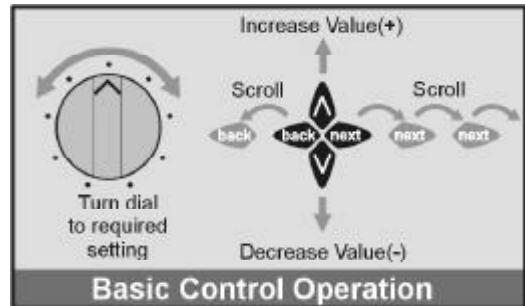 Increase Value(+)
Scroll
Scroll
back
back
next
next
next
Turn dial
to required
setting
Decrease Value(-)
Basic Control Operation